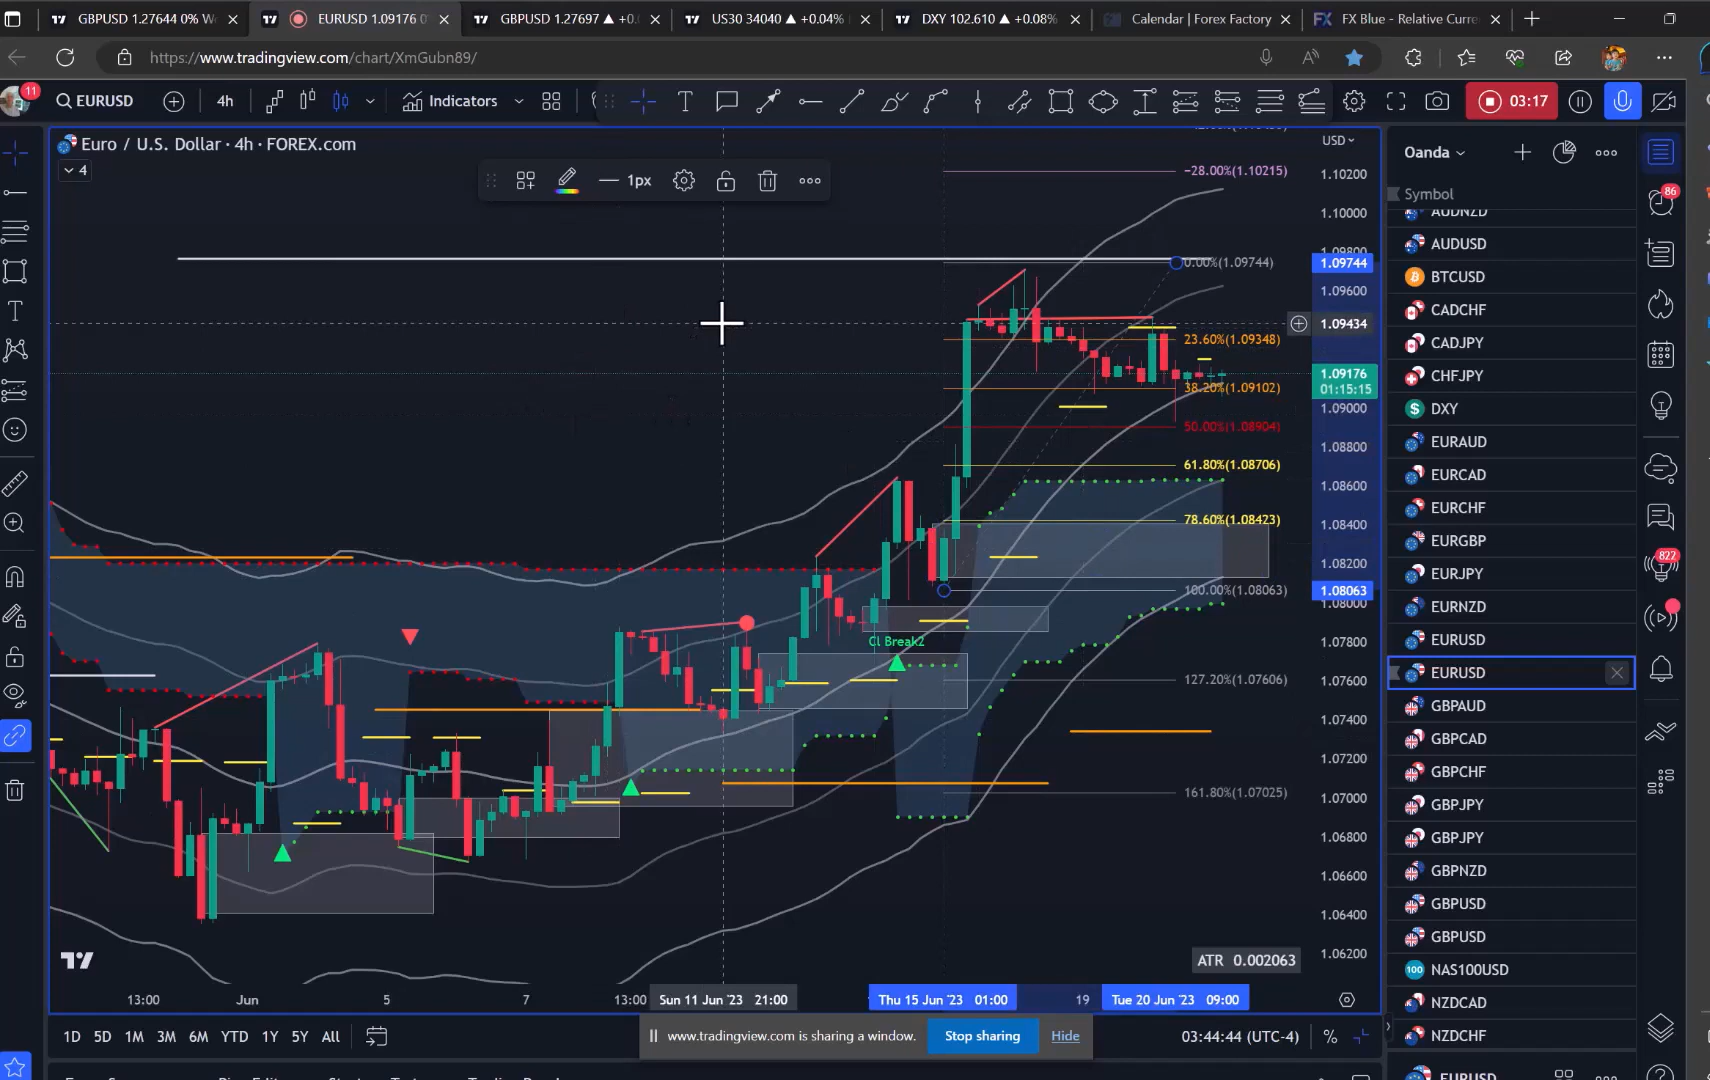 GBPUSD 1.27644 0% W
EURUSD 1.09176 0
GBPUSD 1.27697 ▲ +0.
US30 34040 ▲ +0.04%
DXY 102.610 ▲ +0.08%
Calendar | Forex Factory
FX Blue - Relative Curre
https://www.tradingview.com/chart/XmGubn89/
11
EURUSD
4h
Indicators
03:17
Euro / U.S. Dollar · 4h · FOREX.com
4
1px
USD
Oanda
Symbol
AUDNZD
AUDUSD
BTCUSD
CADCHF
CADJPY
CHFJPY
DXY
EURAUD
EURCAD
EURCHF
EURGBP
EURJPY
EURNZD
EURUSD
EURUSD
GBPAUD
GBPCAD
GBPCHF
GBPJPY
GBPJPY
GBPNZD
GBPUSD
GBPUSD
NAS100USD
NZDCAD
NZDCHF
EURUSD
86
822
−28.00%(1.10215)
0.00%(1.09744)
23.60%(1.09348)
38.20%(1.09102)
50.00%(1.08904)
61.80%(1.08706)
78.60%(1.08423)
100.00%(1.08063)
127.20%(1.07606)
161.80%(1.07025)
1.10200
1.10000
1.09800
1.09744
1.09600
1.09434
1.09176
01:15:15
1.09000
1.08800
1.08600
1.08400
1.08200
1.08063
1.08000
1.07800
1.07600
1.07400
1.07200
1.07000
1.06800
1.06600
1.06400
1.06200
Cl Break2
ATR 0.002063
13:00
Jun
5
7
13:00
Sun 11 Jun '23 21:00
Thu 15 Jun '23 01:00
19
Tue 20 Jun '23 09:00
1D 5D 1M 3M 6M YTD 1Y 5Y All
www.tradingview.com is sharing a window.
Stop sharing
Hide
03:44:44 (UTC-4)
%